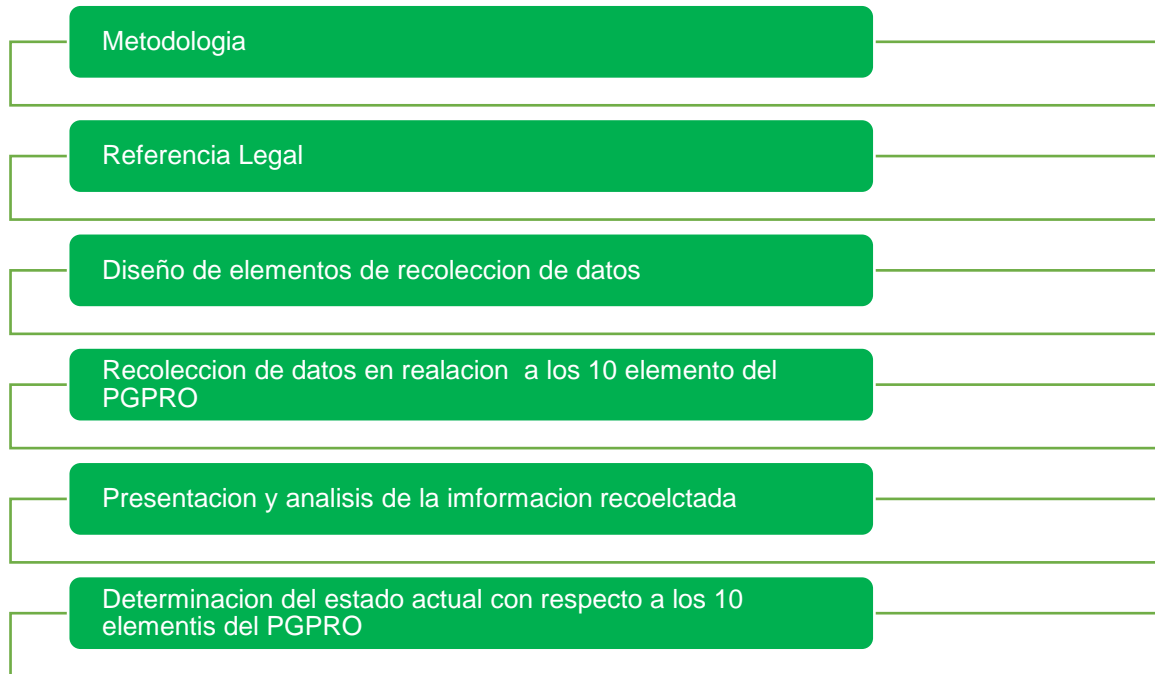 Metodologia
Referencia Legal
Diseño de elementos de recoleccion de datos
Recoleccion de datos en realacion  a los 10 elemento del
PGPRO
Presentacion y analisis de la imformacion recoelctada
Determinacion del estado actual con respecto a los 10
elementis del PGPRO